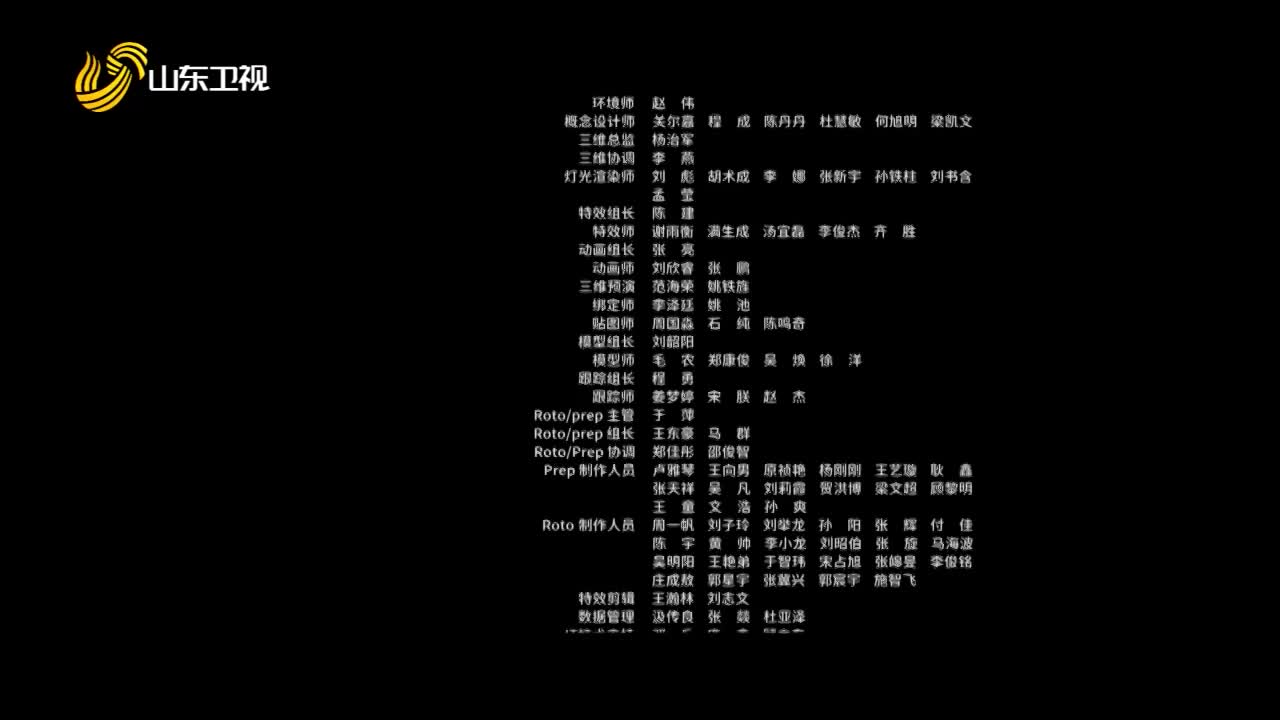 山东卫视
环境师 赵 伟
概念设计师 关尔嘉 程 成 陈丹丹 杜慧敏 何旭明 梁凯文
三维总监 杨治军
三维协调 李 燕
灯光渲染师 刘 彪 胡术成 李 娜 张新宇 孙铁桂 刘书含
孟 莹
特效组长 陈 建
特效师 谢雨衡 满生成 汤宜磊 李俊杰 齐 胜
动画组长 张 亮
动画师 刘欣睿 张 鹏
三维预演 范海荣 姚铁旌
绑定师 李泽廷 姚 池
贴图师 周国淼 石 纯 陈鸣奇
模型组长 刘韶阳
模型师 毛 农 郑康俊 吴 焕 徐 洋
跟踪组长 程 勇
跟踪师 姜梦婷 宋 朕 赵 杰
Roto/prep 主管 于 萍
Roto/prep 组长 王东豪 马 群
Roto/Prep 协调 郑佳彤 邵俊智
Prep 制作人员 卢雅琴 王向男 原祯艳 杨刚刚 王艺璇 耿 鑫
张天祥 吴 凡 刘莉霞 贺淇博 梁文超 顾黎明
王 童 文 浩 孙 爽
Roto 制作人员 周一帆 刘子玲 刘举龙 孙 阳 张 辉 付 佳
陈 宇 黄 帅 李小龙 刘昭伯 张 旋 马海波
吴明阳 王艳弟 于智玮 宋占旭 张皞旻 李俊铭
庄成敖 郭星宇 张冀兴 郭宸宇 施智飞
特效剪辑 王瀚林 刘志文
数据管理 汲传良 张 燚 杜亚泽